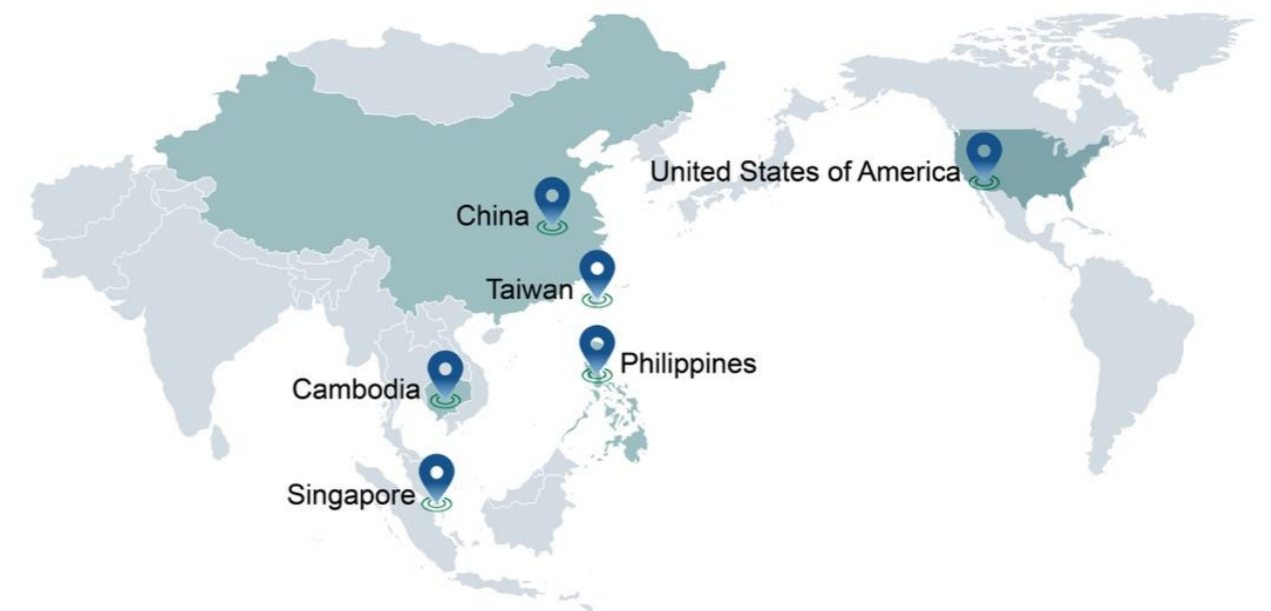 United States of America
China
Taiwan
Philippines
Cambodia
Singapore